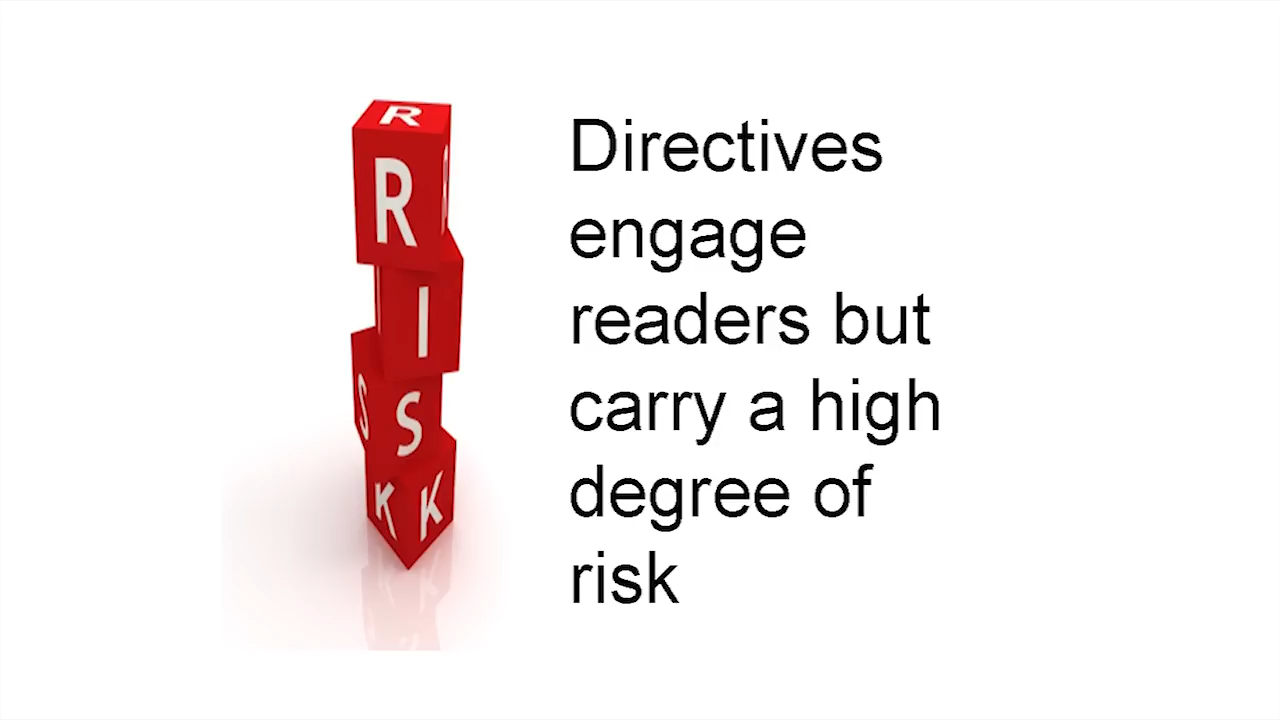 R
R
I
S
S
K
K
Directives
engage
readers but
carry a high
degree of
risk